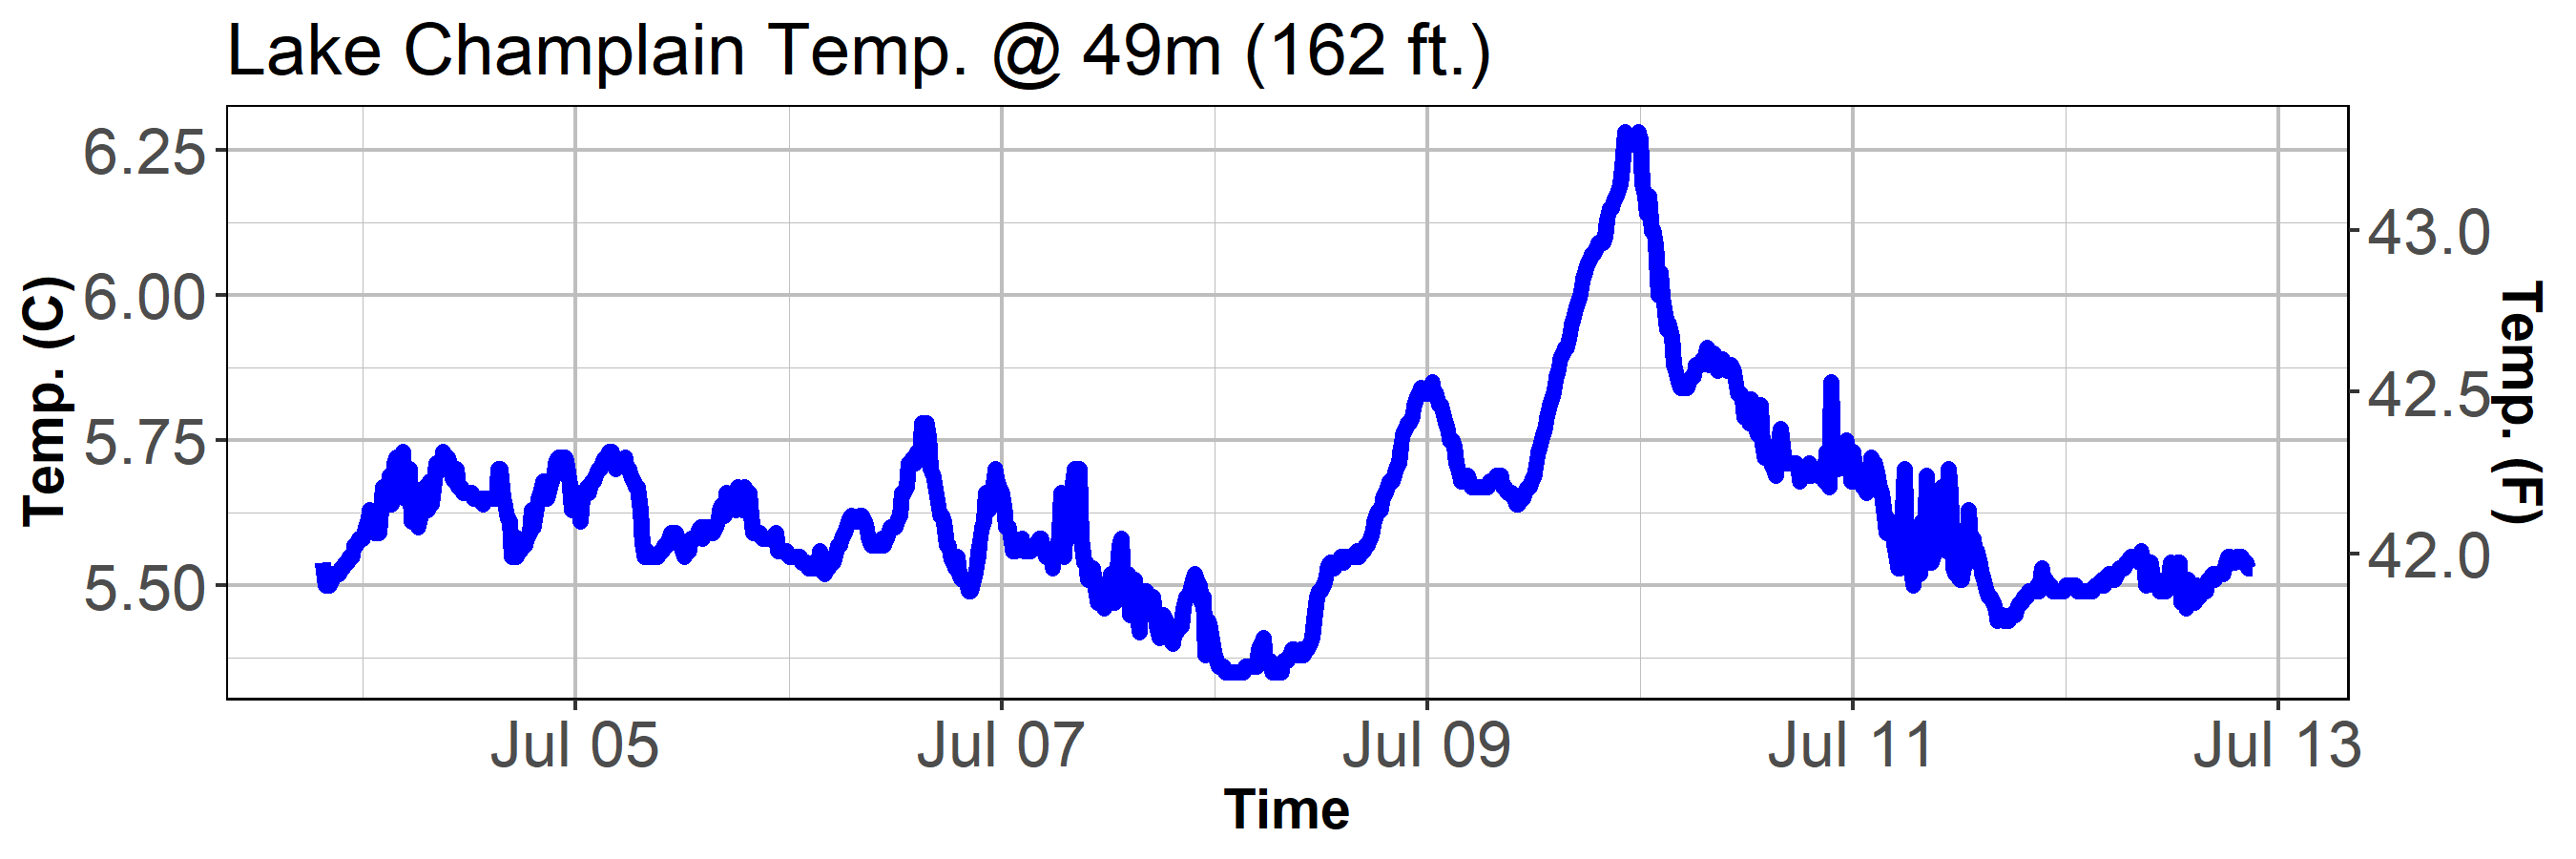 Lake Champlain Temp. @ 49m (162 ft.)
6.25
6.00
5.75
5.50
Temp. (C)
43.0
42.5
42.0
Temp. (F)
Jul 05
Jul 07
Jul 09
Jul 11
Jul 13
Time